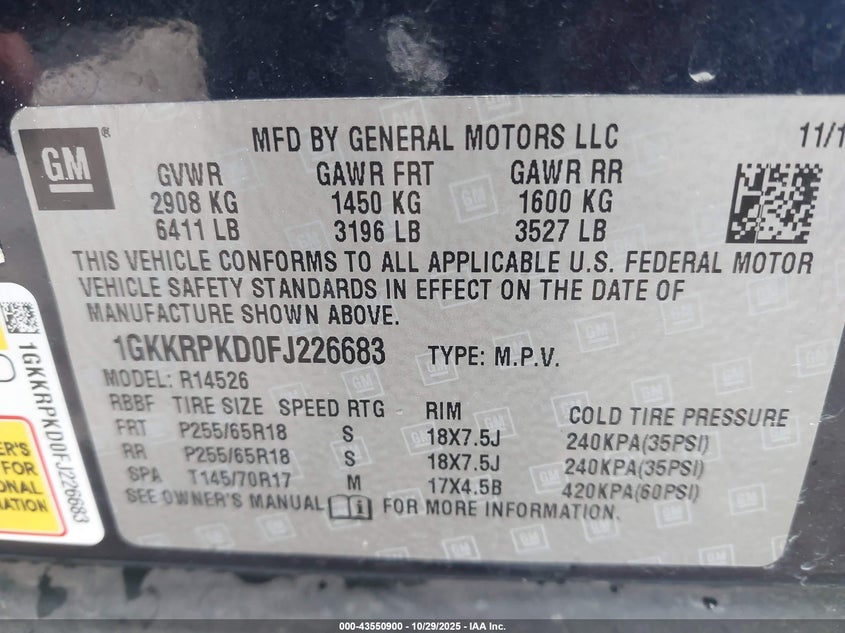 GM
®
MFD BY GENERAL MOTORS LLC
11/1
GVWR GAWR FRT GAWR RR
2908 KG 1450 KG 1600 KG
6411 LB 3196 LB 3527 LB
THIS VEHICLE CONFORMS TO ALL APPLICABLE U.S. FEDERAL MOTOR
VEHICLE SAFETY STANDARDS IN EFFECT ON THE DATE OF
MANUFACTURE SHOWN ABOVE.
1GKKRPKD0FJ226683 TYPE: M.P.V.
MODEL: R14526
RBBF TIRE SIZE SPEED RTG RIM COLD TIRE PRESSURE
FRT P255/65R18 S 18X7.5J 240KPA(35PSI)
RR P255/65R18 S 18X7.5J 240KPA(35PSI)
SPA T145/70R17 M 17X4.5B 420KPA(60PSI)
SEE OWNER'S MANUAL FOR MORE INFORMATION.
1GKKRPKD0FJ226683
ER'S
FOR
ONAL
MATION
000-43550900 - 10/29/2025 - IAA Inc.